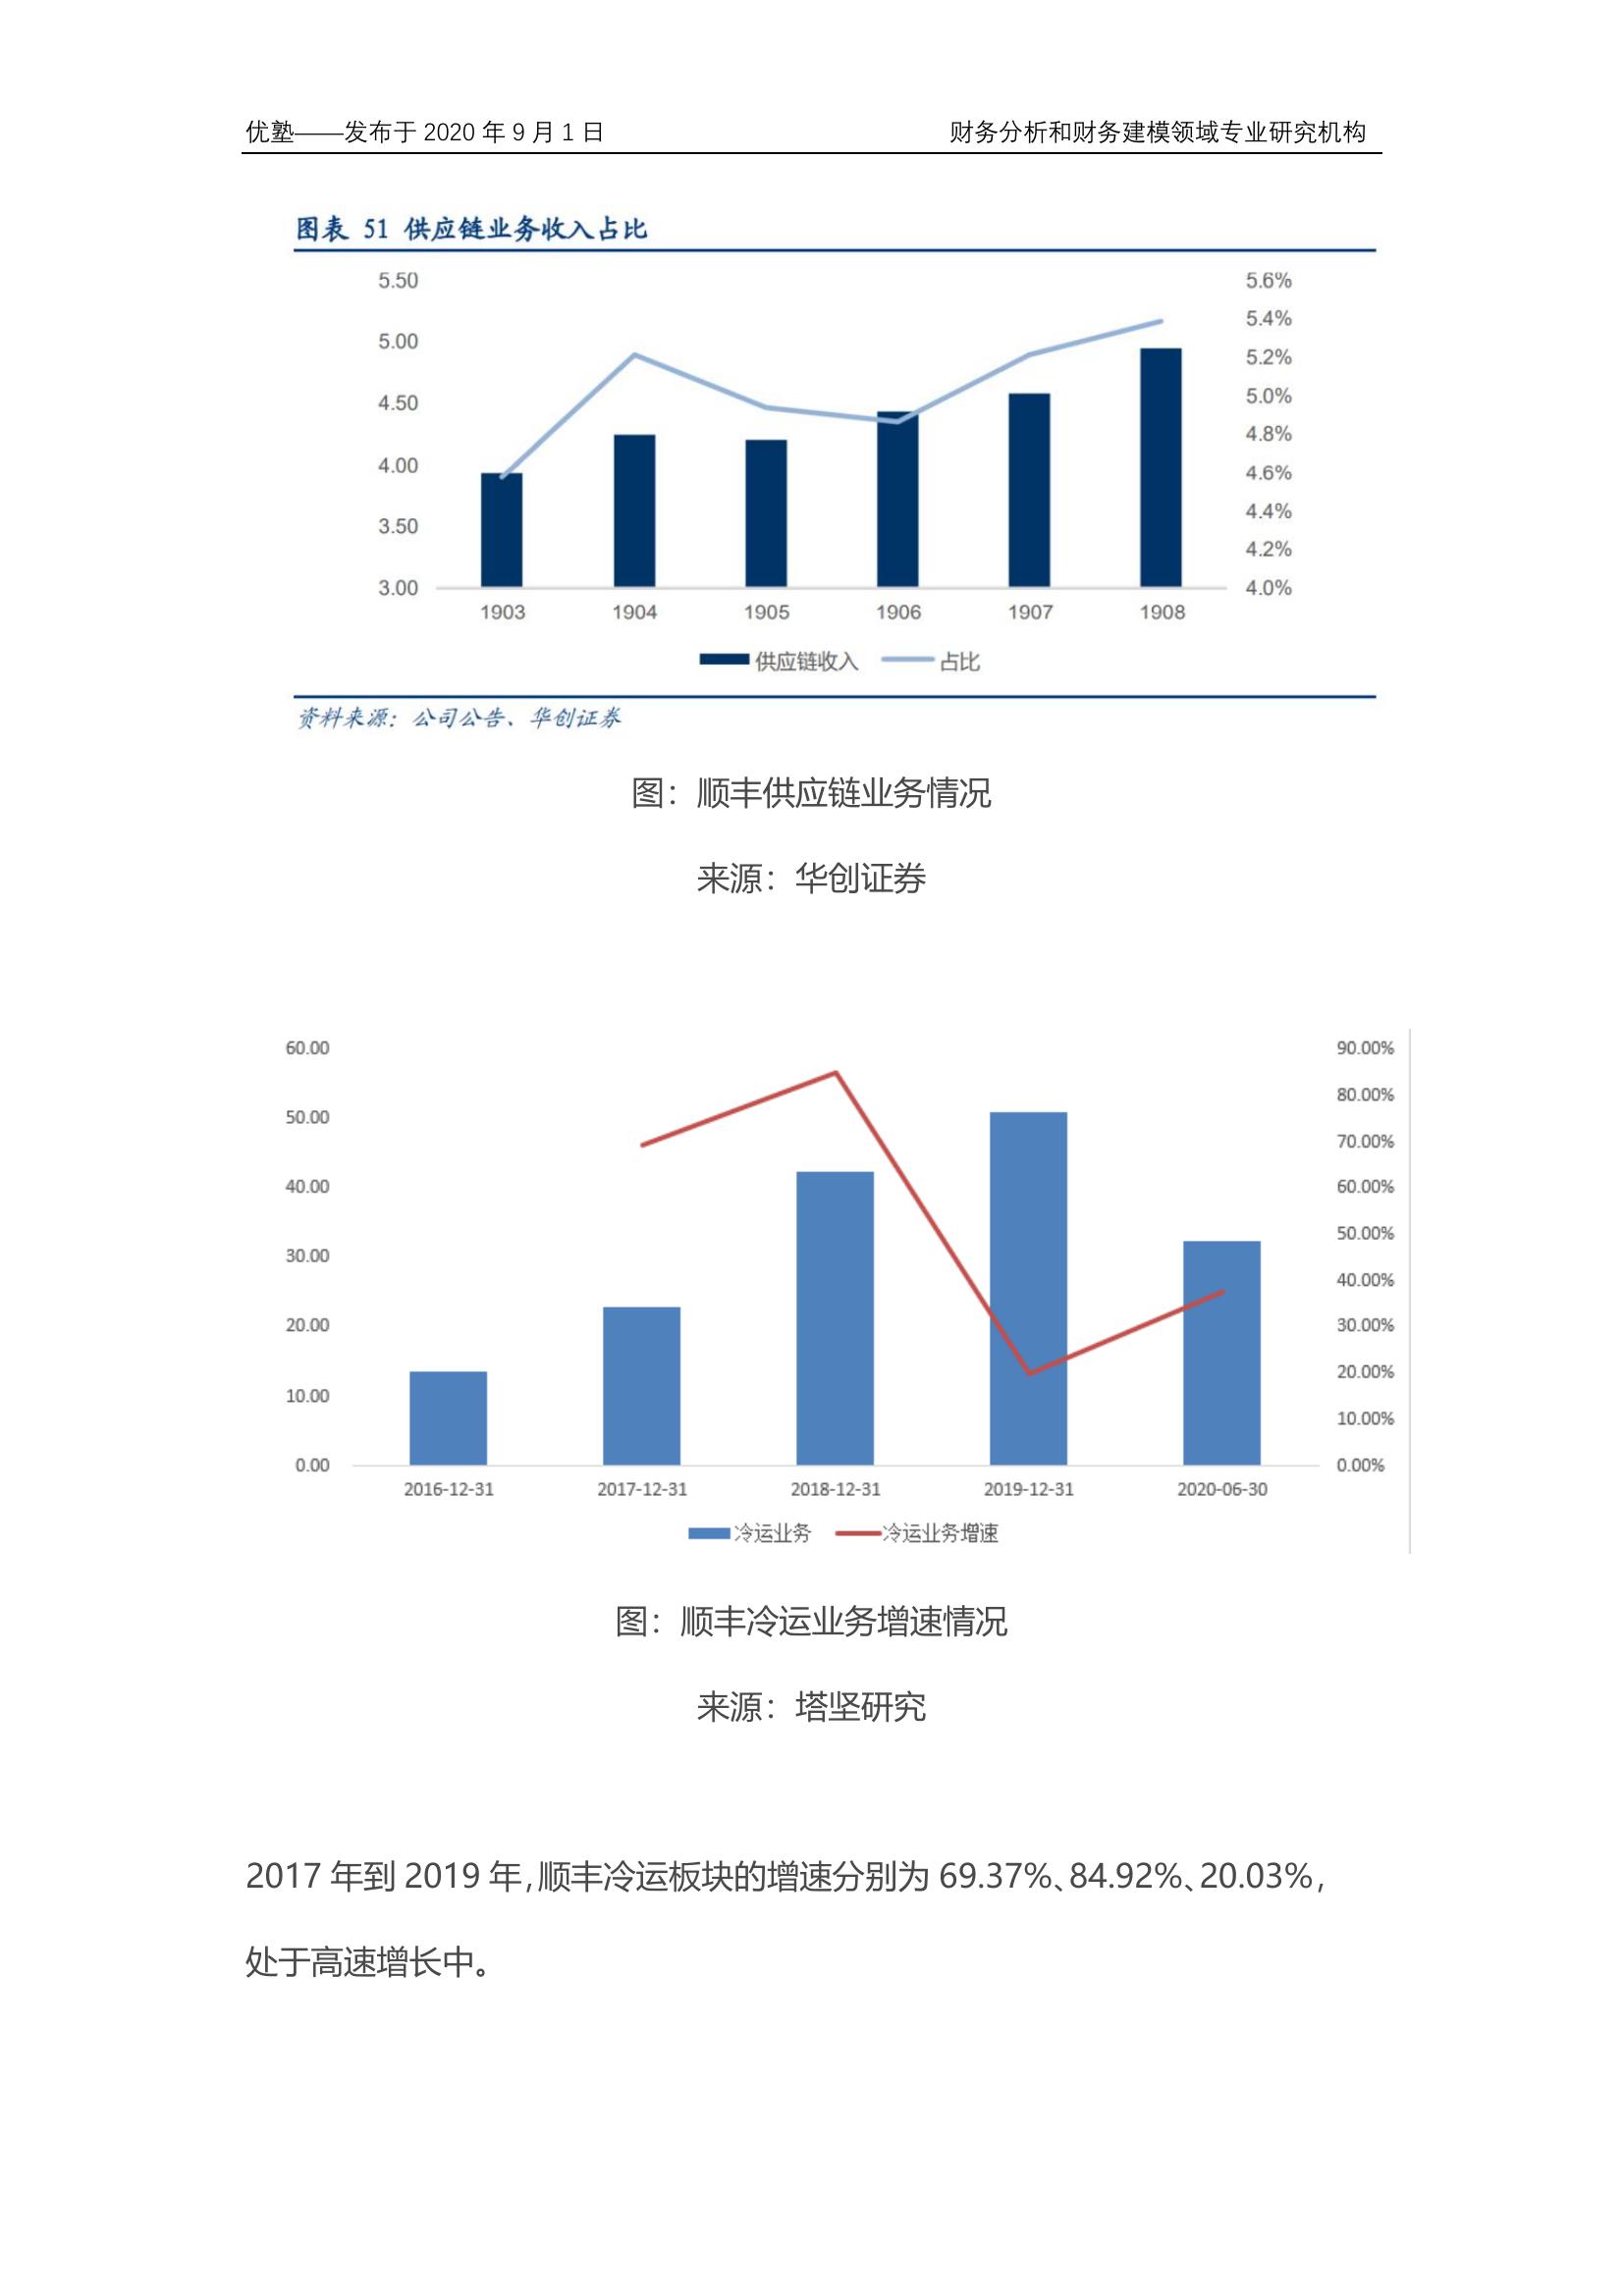 优塾——发布于 2020 年 9 月 1 日 财务分析和财务建模领域专业研究机构
图表 51 供应链业务收入占比
5.50 5.6%
5.00 5.4%
4.50 5.2%
4.00 5.0%
3.50 4.8%
3.00 4.6%
4.4%
4.2%
4.0%
1903 1904 1905 1906 1907 1908
供应链收入 占比
资料来源：公司公告、华创证券
图：顺丰供应链业务情况
来源：华创证券
60.00 90.00%
50.00 80.00%
40.00 70.00%
30.00 60.00%
20.00 50.00%
10.00 40.00%
0.00 30.00%
20.00%
10.00%
0.00%
2016-12-31 2017-12-31 2018-12-31 2019-12-31 2020-06-30
冷运业务 冷运业务增速
图：顺丰冷运业务增速情况
来源：塔坚研究
2017 年到 2019 年，顺丰冷运板块的增速分别为 69.37%、84.92%、20.03%，
处于高速增长中。